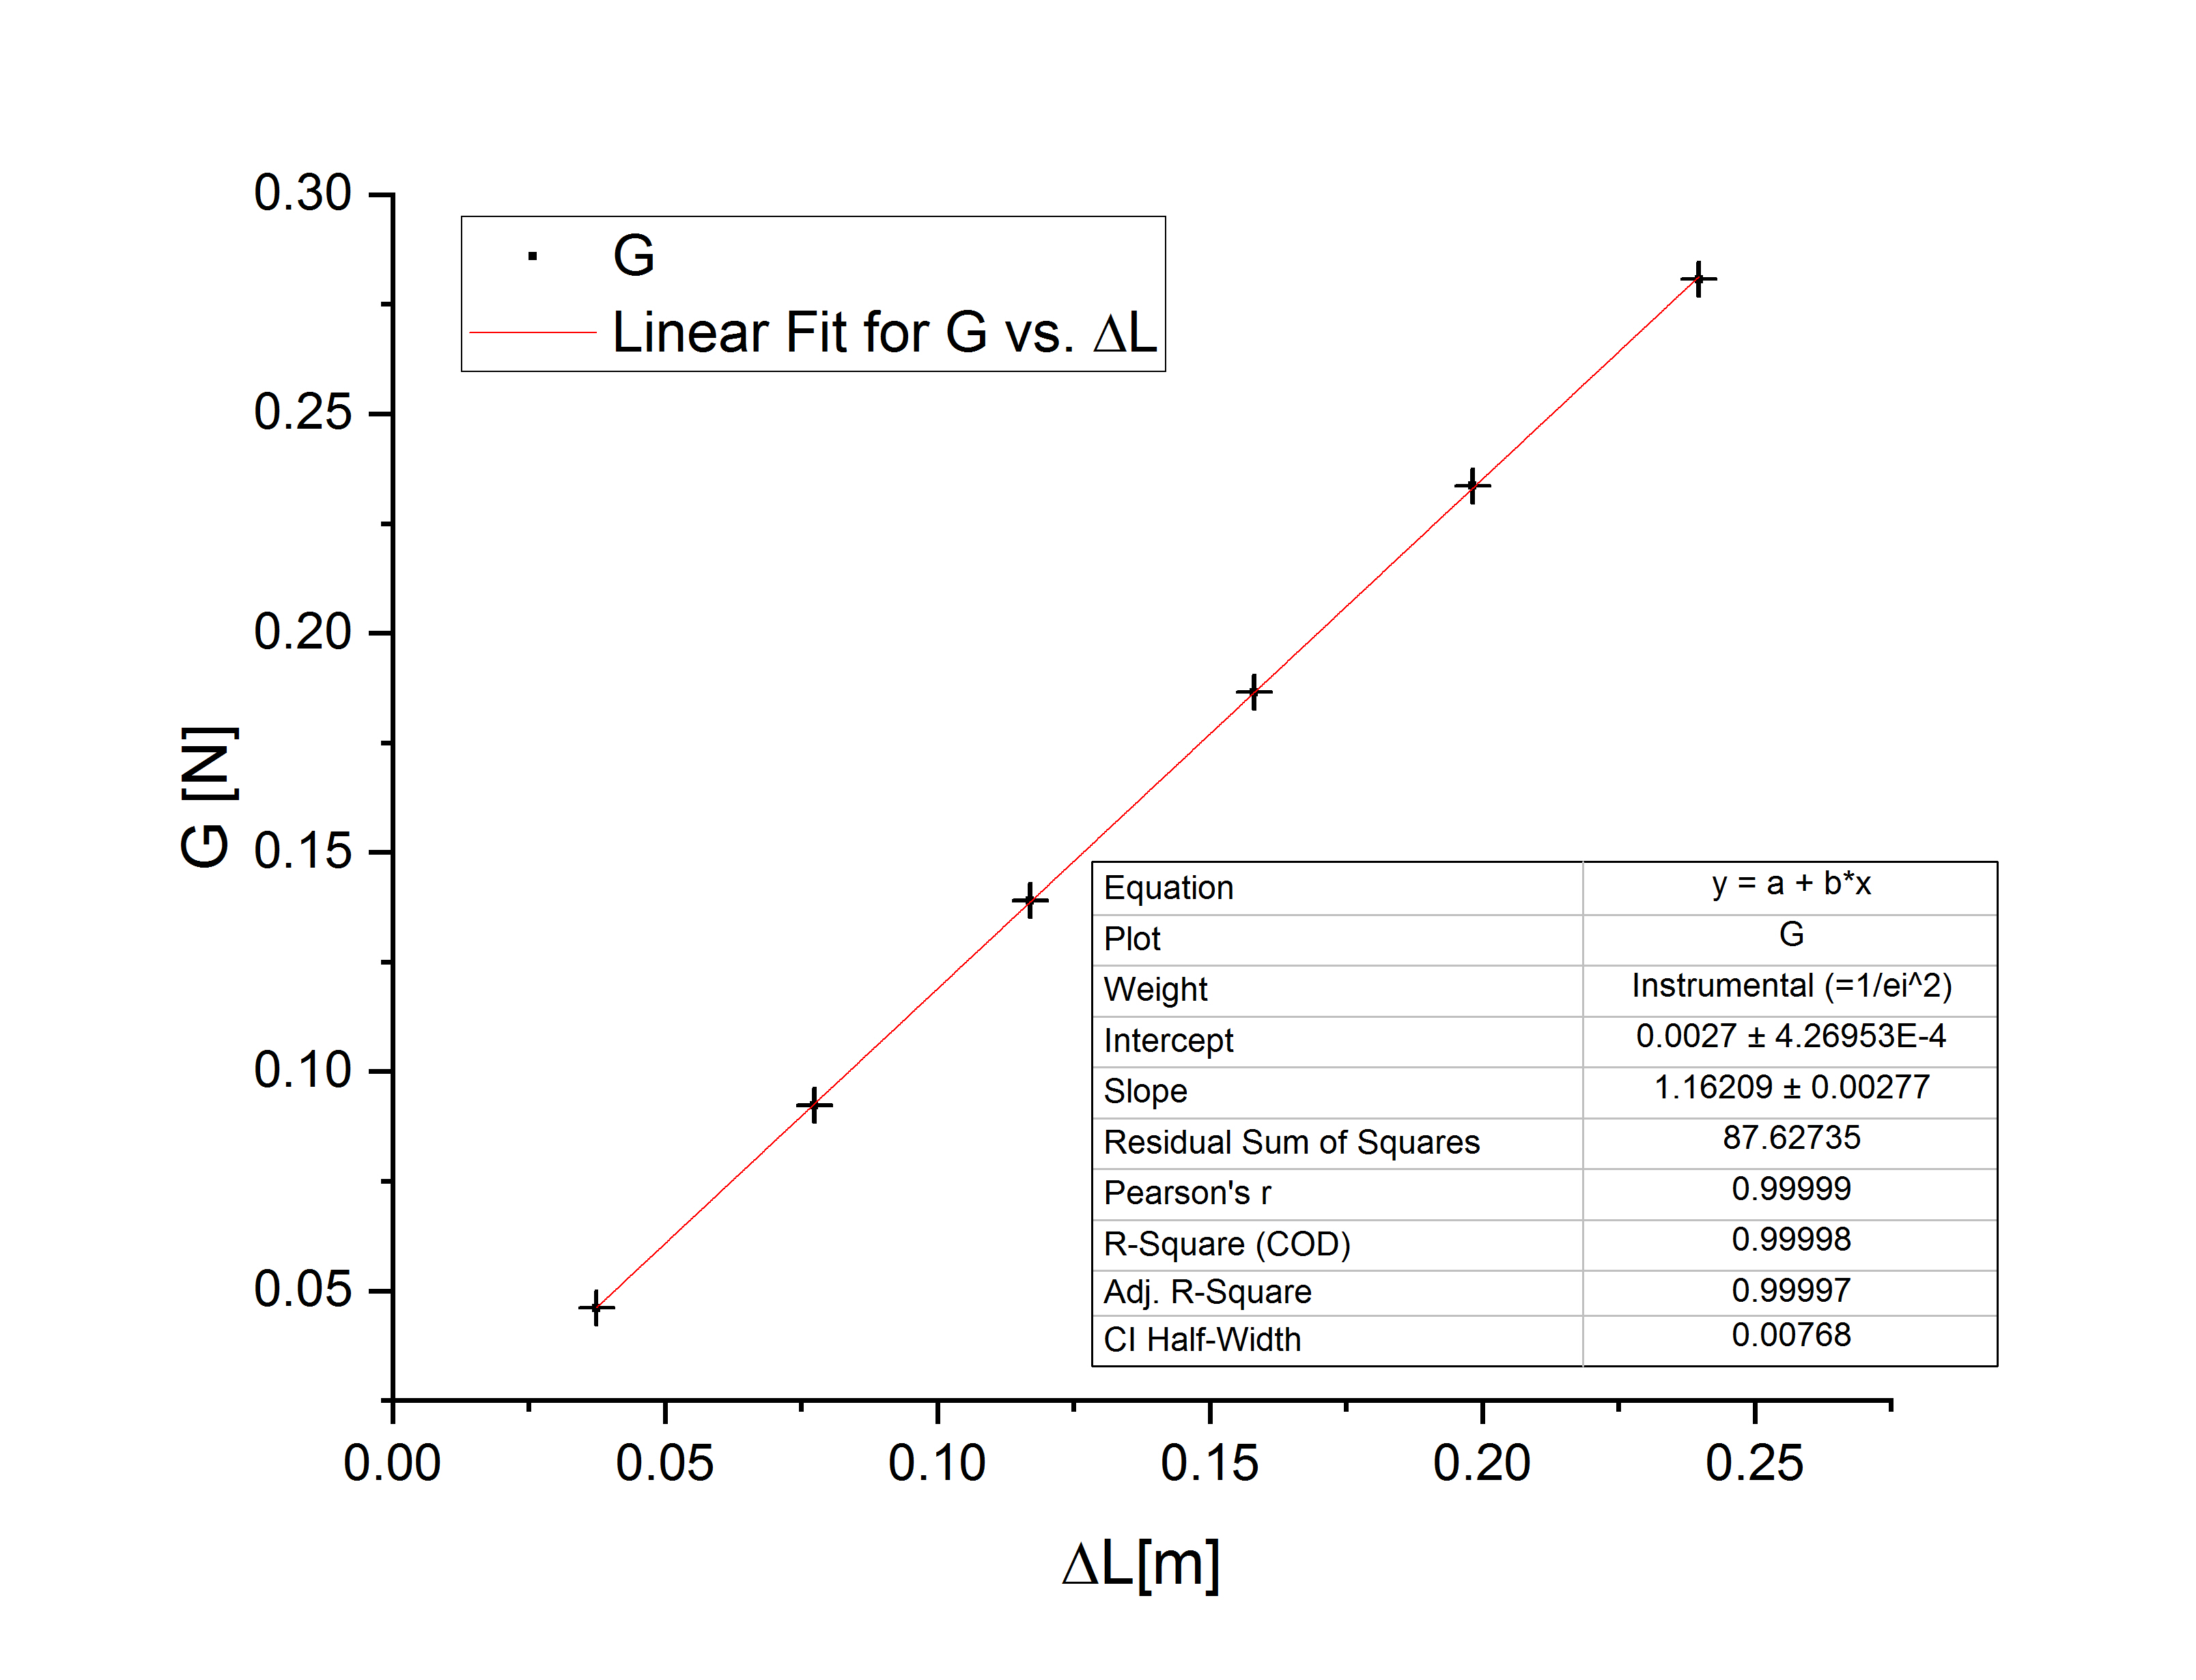 0.30
G
Linear Fit for G vs. ΔL
0.25
0.20
G [N]
0.15
0.10
0.05
Equation y = a + b*x
Plot G
Weight Instrumental (=1/ei^2)
Intercept 0.0027 ± 4.26953E-4
Slope 1.16209 ± 0.00277
Residual Sum of Squares 87.62735
Pearson's r 0.99999
R-Square (COD) 0.99998
Adj. R-Square 0.99997
CI Half-Width 0.00768
0.00 0.05 0.10 0.15 0.20 0.25
ΔL[m]